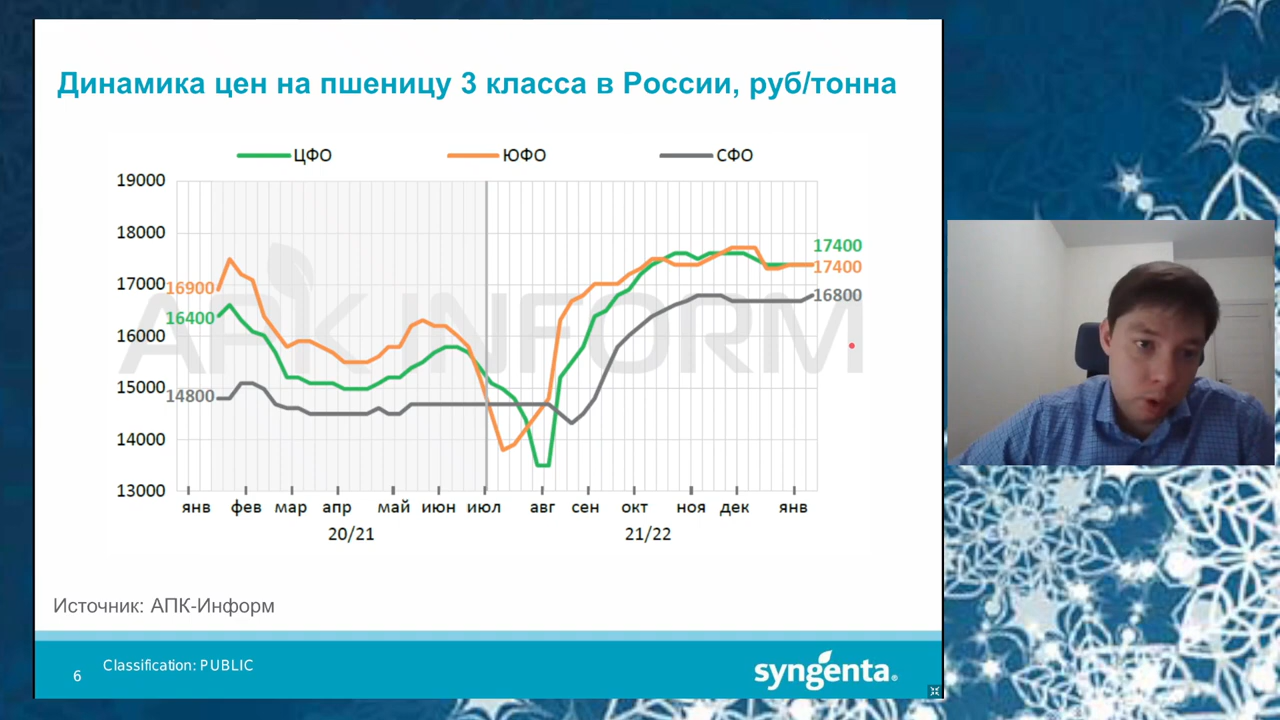 Динамика цен на пшеницу 3 класса в России, руб/тонна
ЦФО ЮФО СФО
19000
18000
17000
16000
15000
14000
13000
16900
16400
14800
17400
17400
16800
APK INFORM
янв фев мар апр май июн июл авг сен окт ноя дек янв
20/21 21/22
Источник: АПК-Информ
6
Classification: PUBLIC
syngenta®